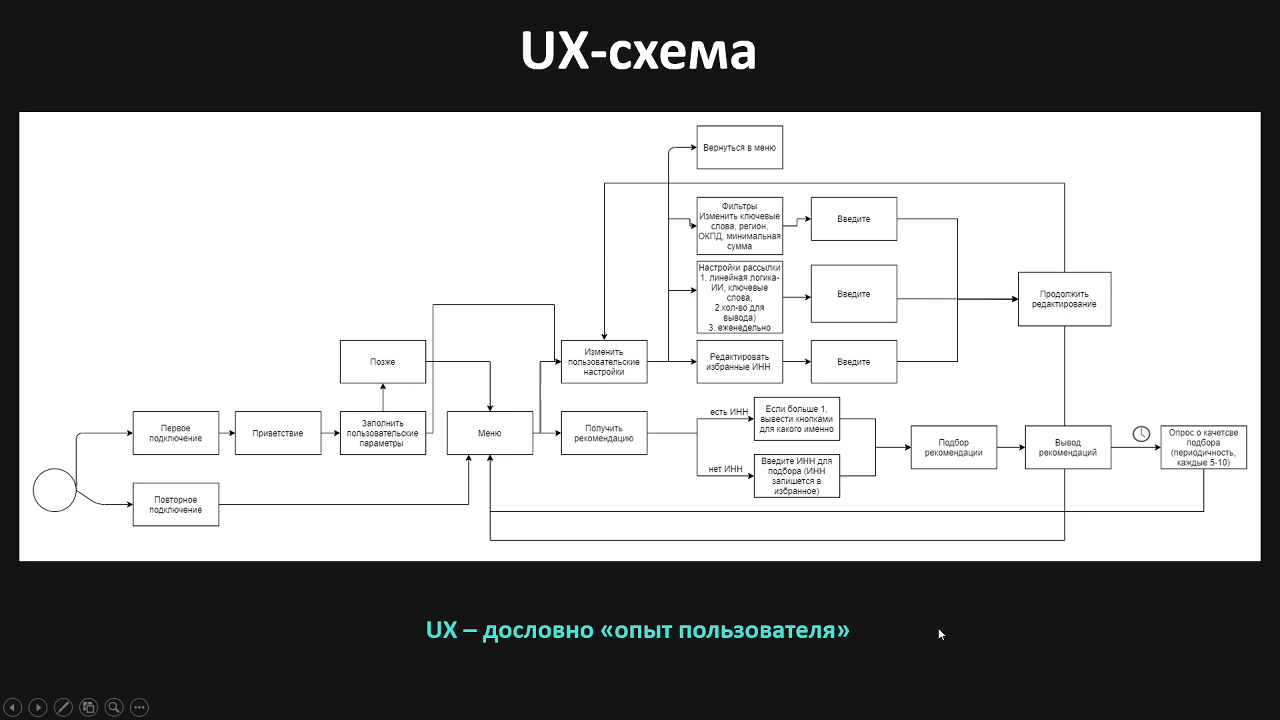 UX-схема
Вернуться в меню
Фильтры
Изменить ключевые
слова, регион,
ОКПД, минимальная
сумма
Введите
Настройки рассылки
1. линейная логика-
ИИ, ключевые
слова,
2.кол-во для
вывода)
3. еженедельно
Введите
Продолжить
редактирование
Позже
Изменить
пользовательские
настройки
Редактировать
избранные ИНН
Введите
Первое
подключение
Приветствие
Заполнить
пользовательские
параметры
Меню
Получить
рекомендацию
есть ИНН
Если больше 1,
вывести кнопками
для какого именно
нет ИНН
Введите ИНН для
подбора (ИНН
запишется в
избранное)
Подбор
рекомендации
Вывод
рекомендаций
Опрос о качетсве
подбора
(периодичность,
каждые 5-10)
Повторное
подключение
UX – дословно «опыт пользователя»